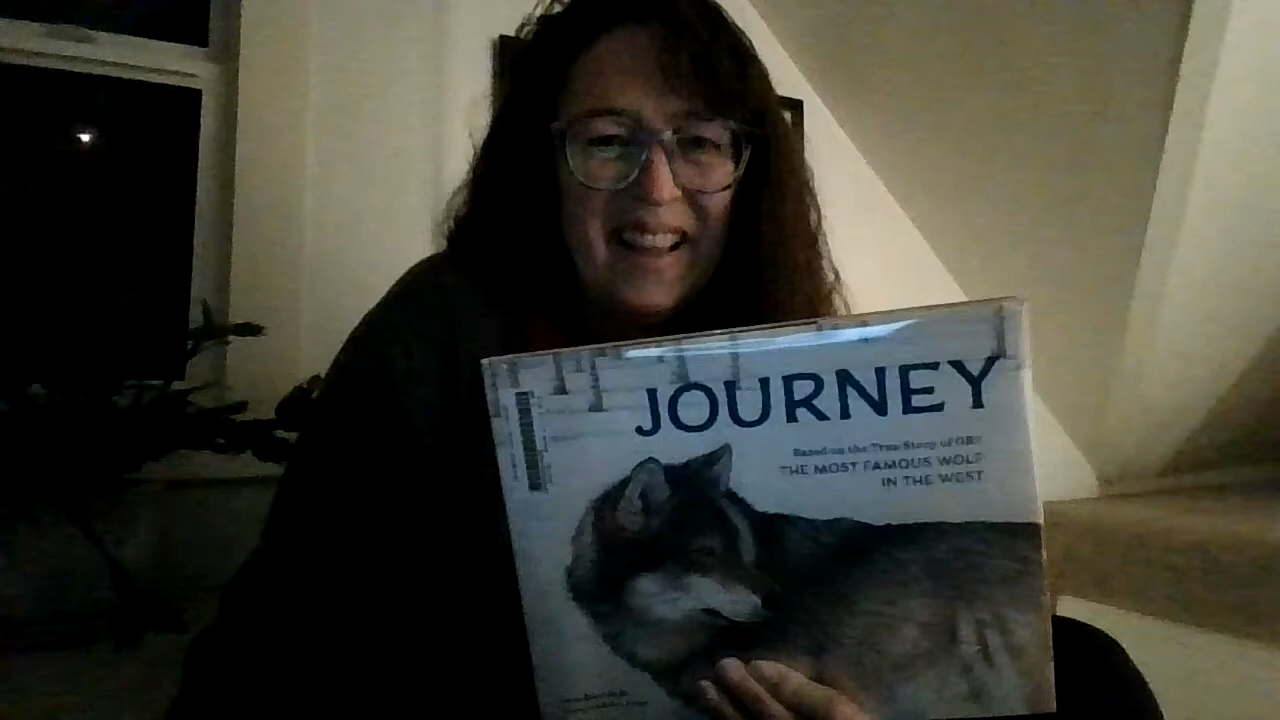 JOURNEY
Based on the True Story of OR7
THE MOST FAMOUS WOLF
IN THE WEST